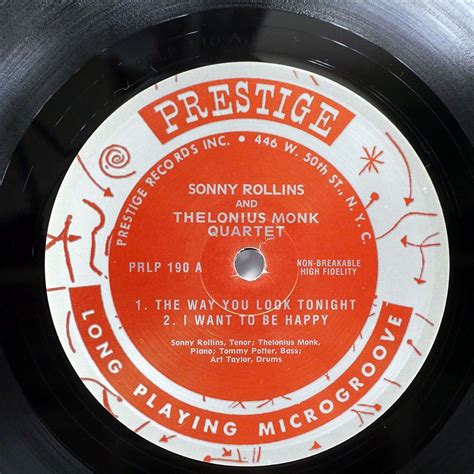 PRESTIGE
PRESTIGE RECORDS INC. • 446 W. 50th ST., N.Y.C.
SONNY ROLLINS
AND
THELONIUS MONK
QUARTET
PRLP 190 A
NON-BREAKABLE
HIGH FIDELITY
1. THE WAY YOU LOOK TONIGHT
2. I WANT TO BE HAPPY
Sonny Rollins, Tenor; Thelonius Monk,
Piano; Tommy Potter, Bass;
Art Taylor, Drums
LONG PLAYING MICROGROOVE